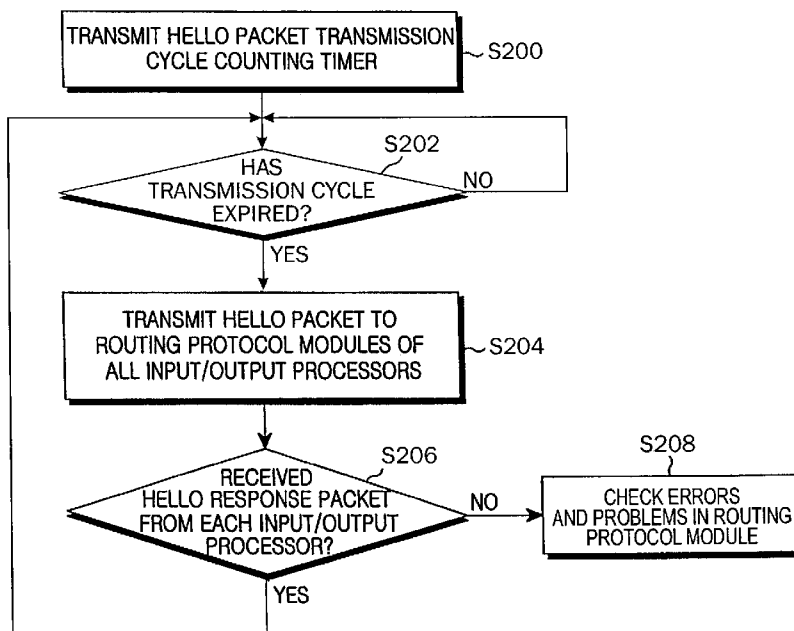 TRANSMIT HELLO PACKET TRANSMISSION
CYCLE COUNTING TIMER
S200
S202
HAS
TRANSMISSION CYCLE
EXPIRED?
NO
YES
TRANSMIT HELLO PACKET TO
ROUTING PROTOCOL MODULES OF
ALL INPUT/OUTPUT PROCESSORS
S204
S206
RECEIVED
HELLO RESPONSE PACKET
FROM EACH INPUT/OUTPUT
PROCESSOR?
NO
YES
S208
CHECK ERRORS
AND PROBLEMS IN ROUTING
PROTOCOL MODULE